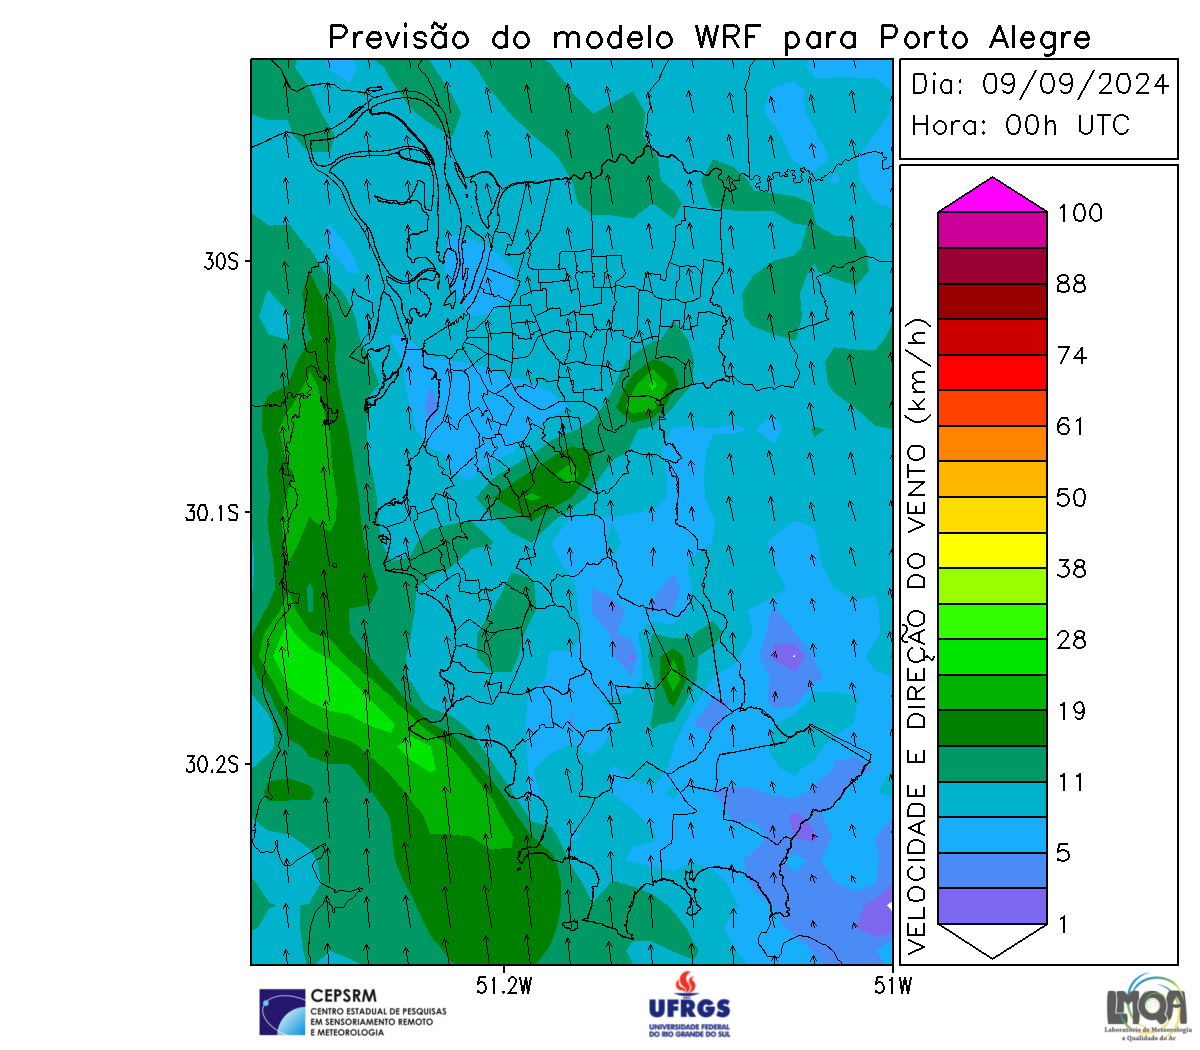 Previsão do modelo WRF para Porto Alegre
Dia: 09/09/2024
Hora: 00h UTC
30S
30.1S
30.2S
51.2W
51W
VELOCIDADE E DIREÇÃO DO VENTO (km/h)
100
88
74
61
50
38
28
19
11
5
1
CEPSRM
CENTRO ESTADUAL DE PESQUISAS
EM SENSORIAMENTO REMOTO
E METEOROLOGIA
UFRGS
UNIVERSIDADE FEDERAL
DO RIO GRANDE DO SUL
LMQA
Laboratório de Meteorologia
e Qualidade do Ar